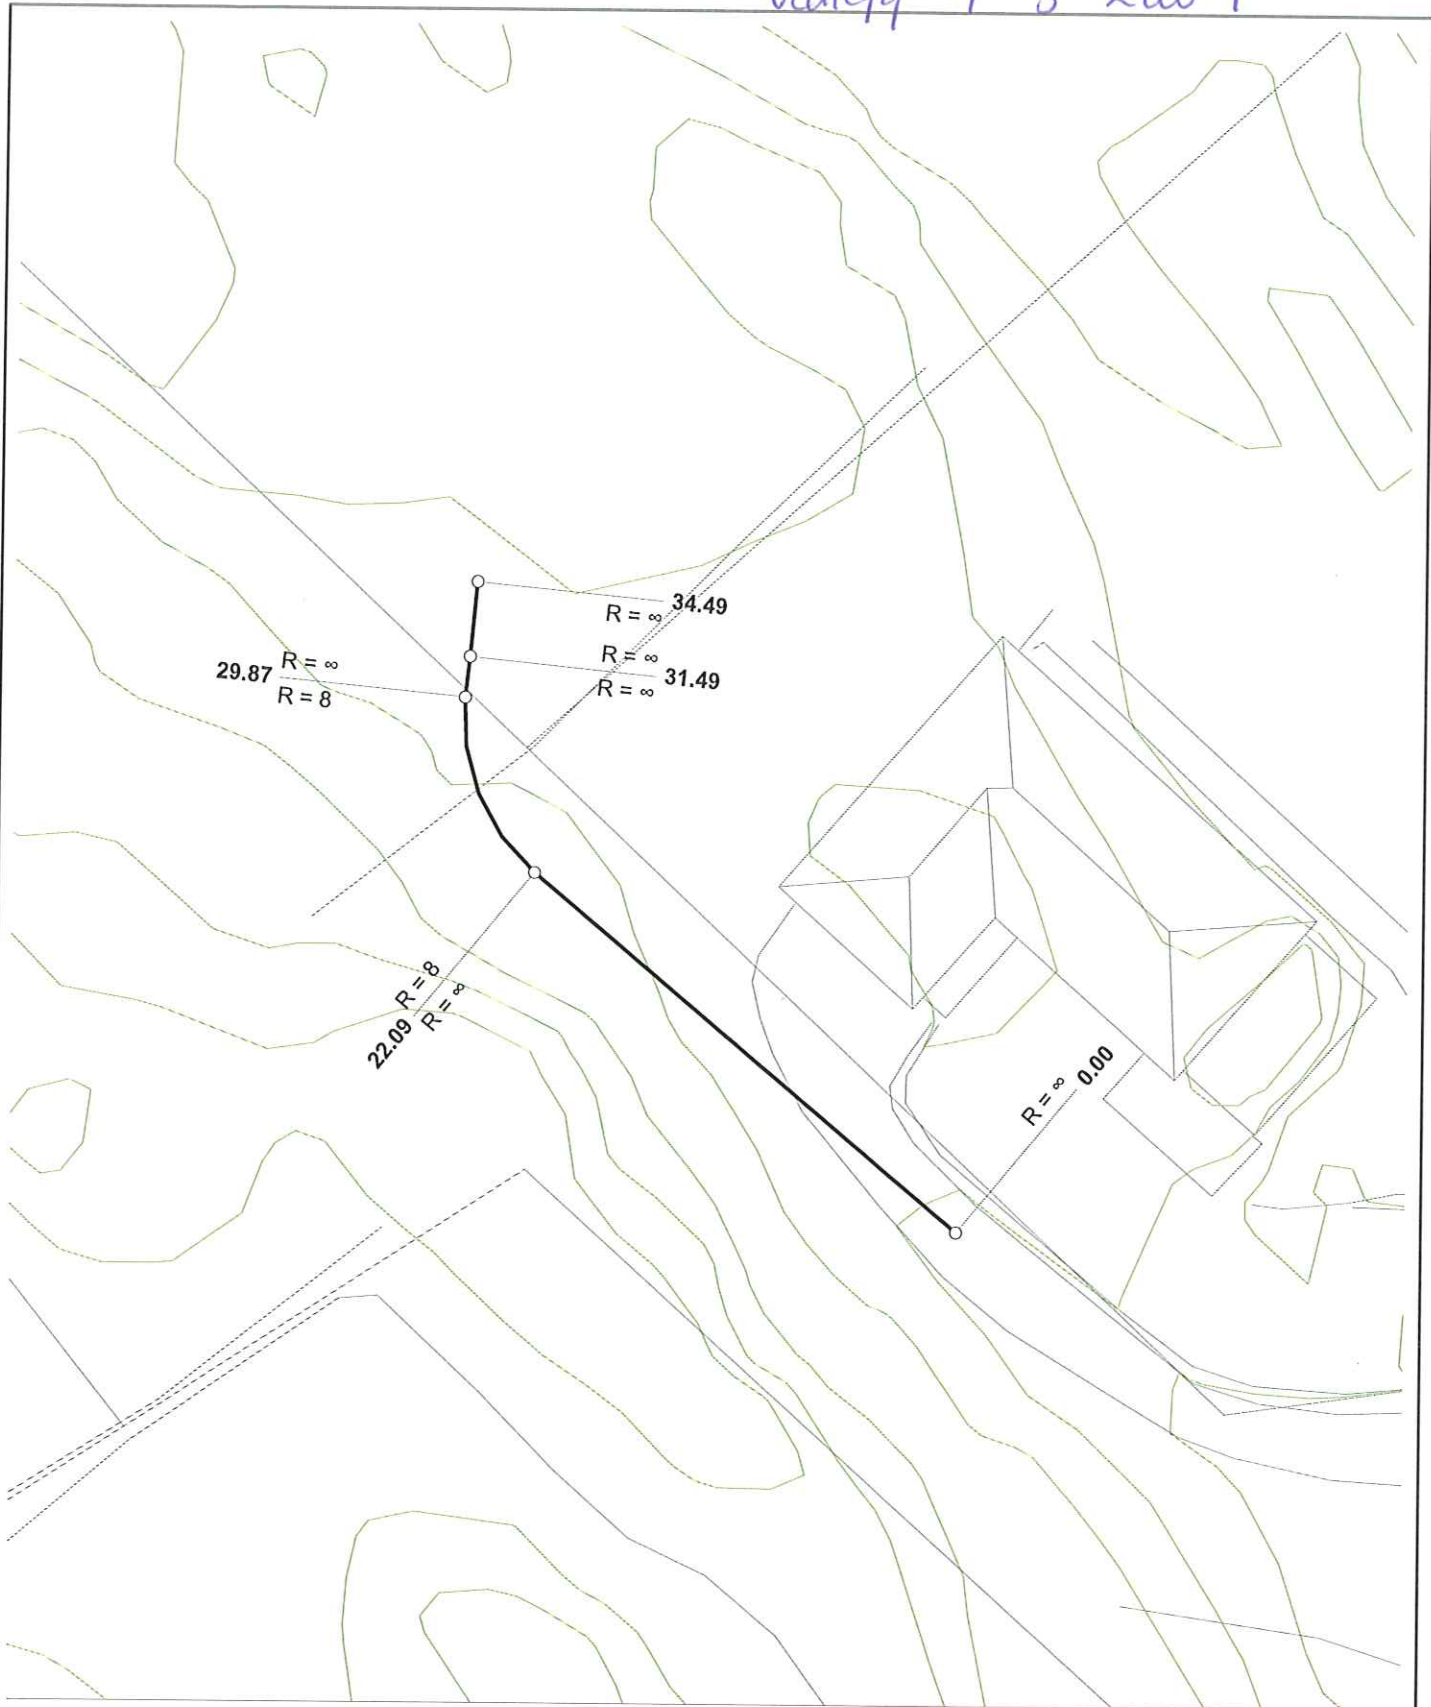 34.49
R = ∞
29.87
R = ∞
R = 8
R = ∞
31.49
R = ∞
22.09
R = 8
R = ∞
R = ∞
0.00